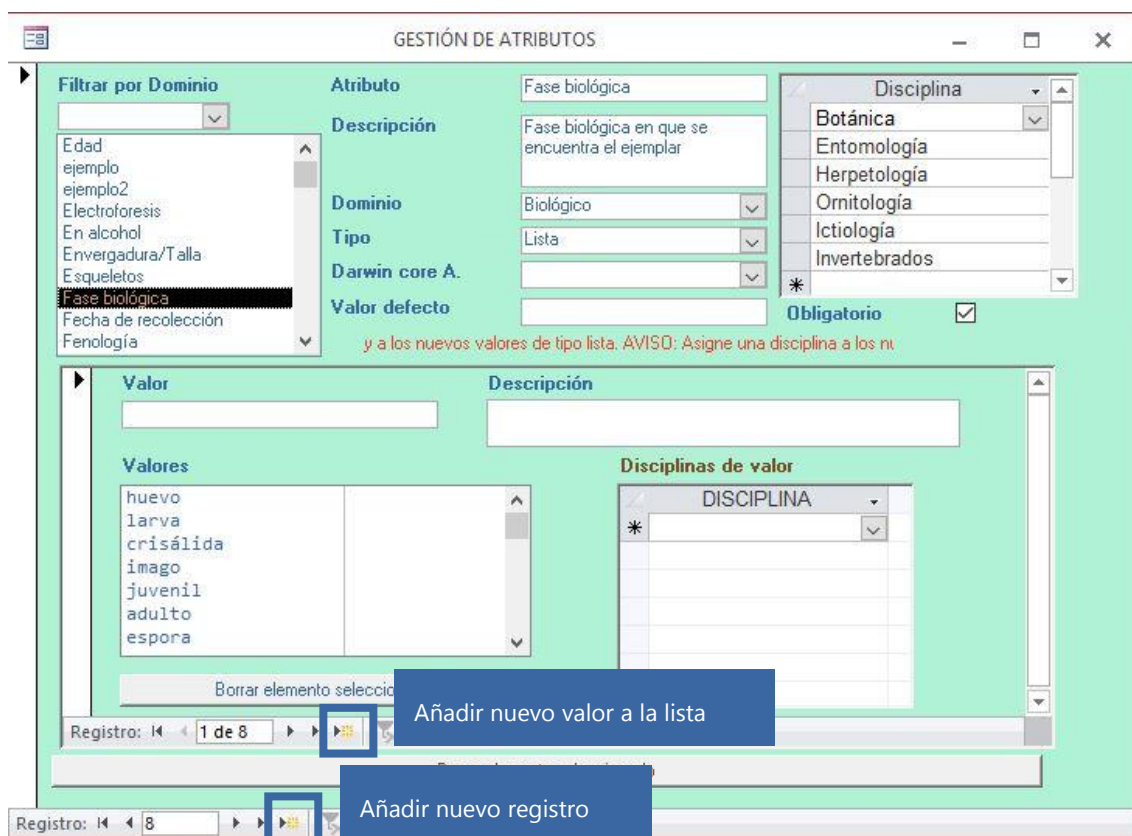 GESTIÓN DE ATRIBUTOS
Filtrar por Dominio
Edad
ejemplo
ejemplo2
Electroforesis
En alcohol
Envergadura/Talla
Esqueletos
Fase biológica
Fecha de recolección
Fenología
Atributo
Fase biológica
Descripción
Fase biológica en que se
encuentra el ejemplar
Dominio
Biológico
Tipo
Lista
Darwin core A.
Valor defecto
Disciplina
Botánica
Entomología
Herpetología
Ornitología
Ictiología
Invertebrados
Obligatorio
y a los nuevos valores de tipo lista. AVISO: Asigne una disciplina a los nu
Valor
Descripción
Valores
huevo
larva
crisálida
imago
juvenil
adulto
espora
Disciplinas de valor
DISCIPLINA
Borrar elemento seleccio
Añadir nuevo valor a la lista
Registro: 1 de 8
Añadir nuevo registro
Registro: 8